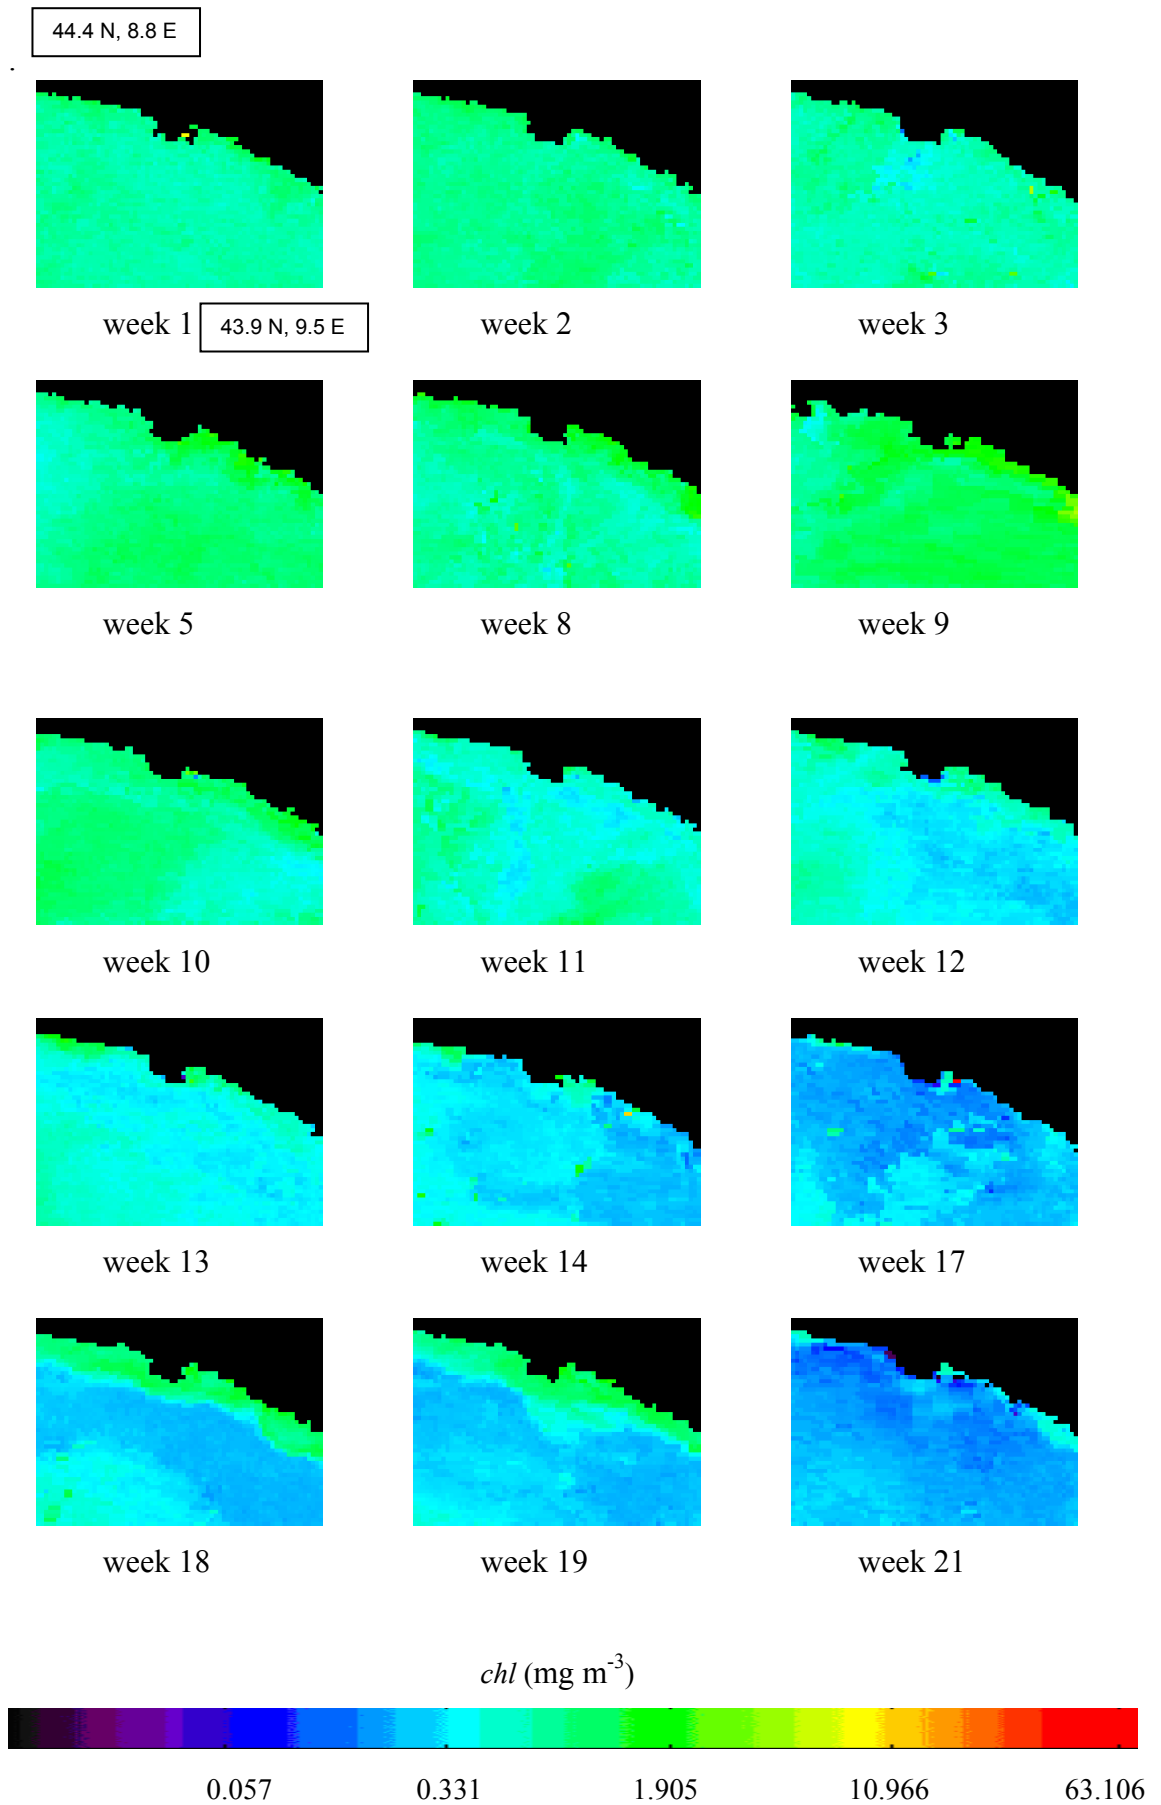 44.4 N, 8.8 E
.
week 1
week 2
week 3
43.9 N, 9.5 E
week 5
week 8
week 9
week 10
week 11
week 12
week 13
week 14
week 17
week 18
week 19
week 21
chl (mg m-3)
0.057 0.331 1.905 10.966 63.106